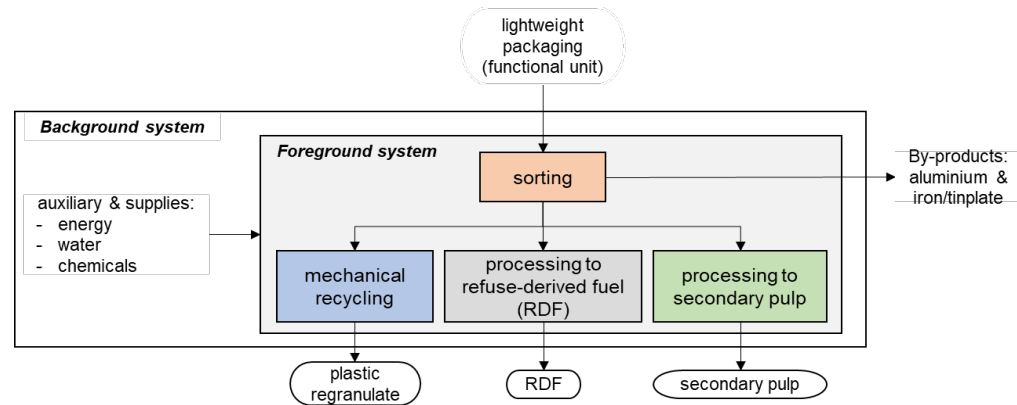 lightweight
packaging
(functional unit)
Background system
Foreground system
sorting
By-products:
aluminium &
iron/tinplate
auxiliary & supplies:
- energy
- water
- chemicals
mechanical
recycling
processing to
refuse-derived fuel
(RDF)
processing to
secondary pulp
plastic
regranulate
RDF
secondary pulp